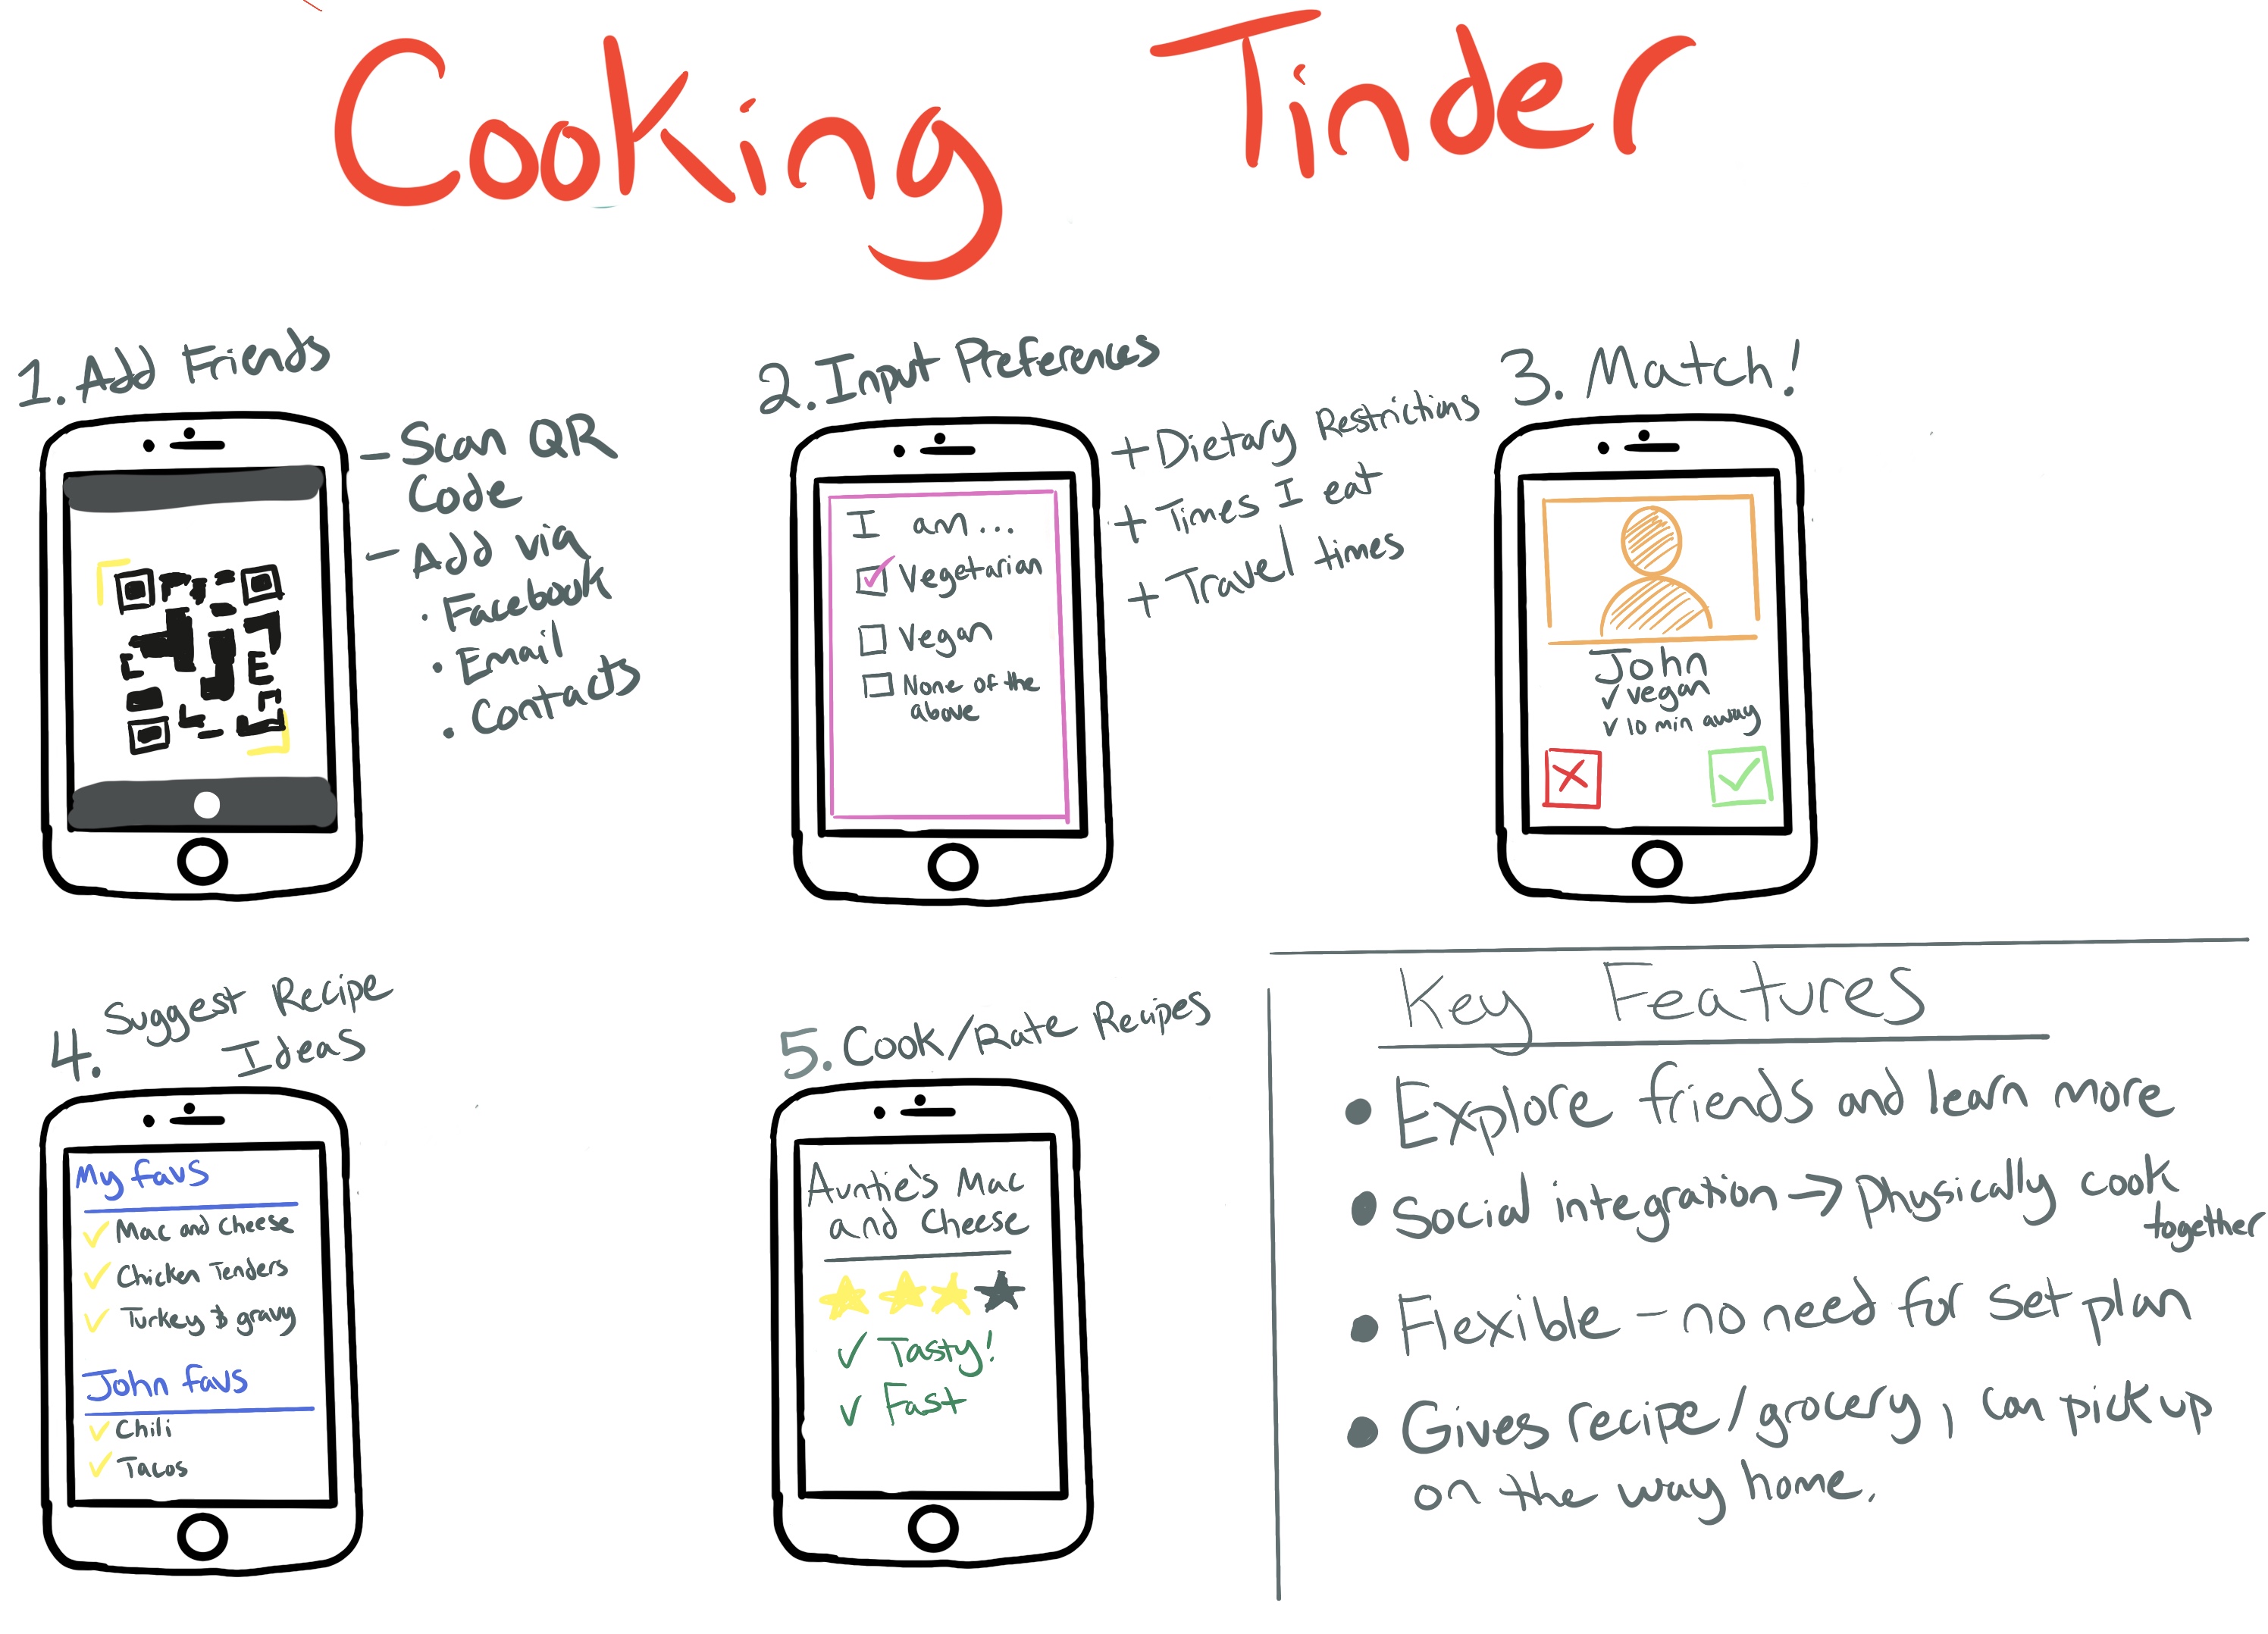 Cooking Tinder
1. Add Friends
- Scan QR
Code
- Add via
• Facebook
• Email
• Contacts
2. Input Preferences
I am...
Vegetarian
Vegan
None of the
above
+ Dietary Restrictions
+ Times I eat
+ Travel times
3. Match!
John
✓ vegan
✓ 10 min away
4. Suggest Recipe
Ideas
My favs
✓ Mac and Cheese
✓ Chicken Tenders
✓ Turkey & gravy
John favs
✓ Chili
✓ Tacos
5. Cook/Rate Recipes
Auntie's Mac
and Cheese
✓ Tasty!
✓ Fast
Key Features
• Explore friends and learn more
• Social integration → physically cook
together
• Flexible - no need for set plan
• Gives recipe/grocery, can pick up
on the way home.